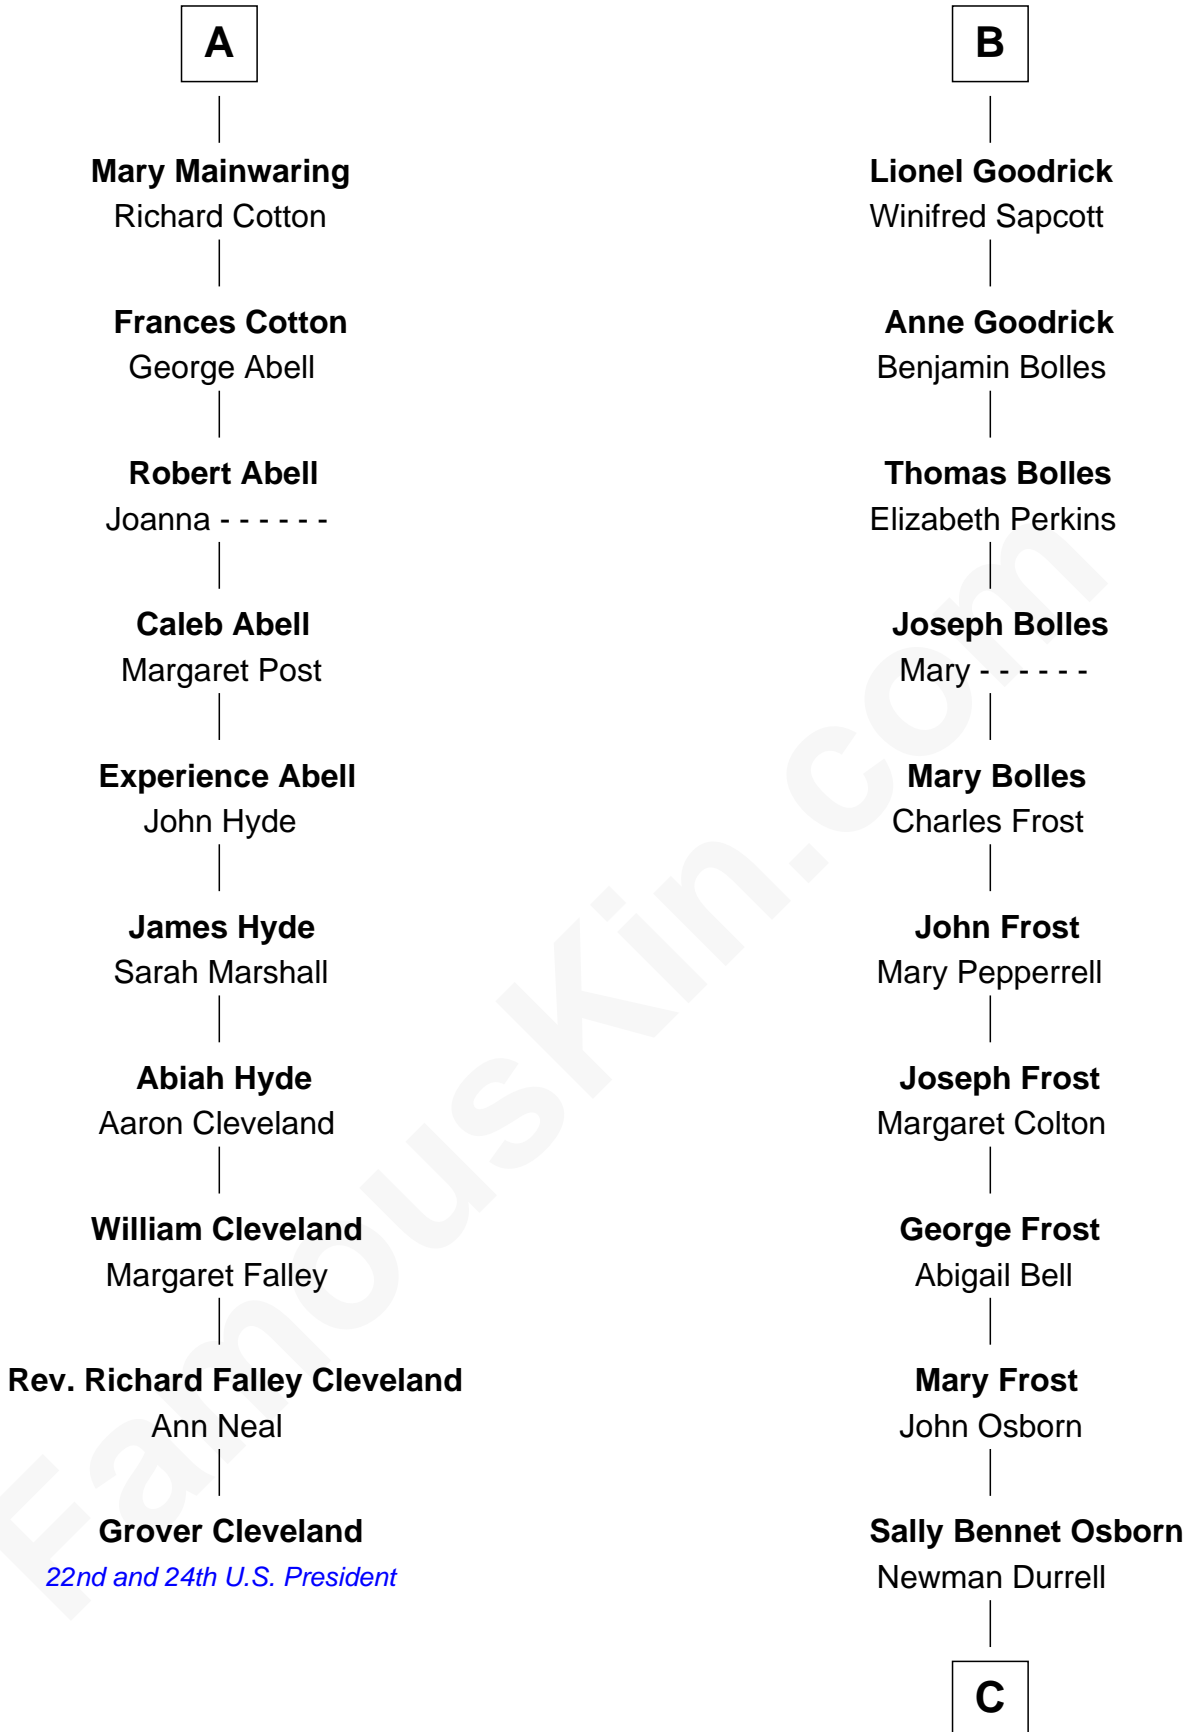 A
Mary Mainwaring
Richard Cotton
Frances Cotton
George Abell
Robert Abell
Joanna - - - - - -
Caleb Abell
Margaret Post
Experience Abell
John Hyde
James Hyde
Sarah Marshall
Abiah Hyde
Aaron Cleveland
William Cleveland
Margaret Falley
Rev. Richard Falley Cleveland
Ann Neal
Grover Cleveland
22nd and 24th U.S. President
B
Lionel Goodrick
Winifred Sapcott
Anne Goodrick
Benjamin Bolles
Thomas Bolles
Elizabeth Perkins
Joseph Bolles
Mary - - - - - -
Mary Bolles
Charles Frost
John Frost
Mary Pepperrell
Joseph Frost
Margaret Colton
George Frost
Abigail Bell
Mary Frost
John Osborn
Sally Bennet Osborn
Newman Durrell
C
FamousKin.com